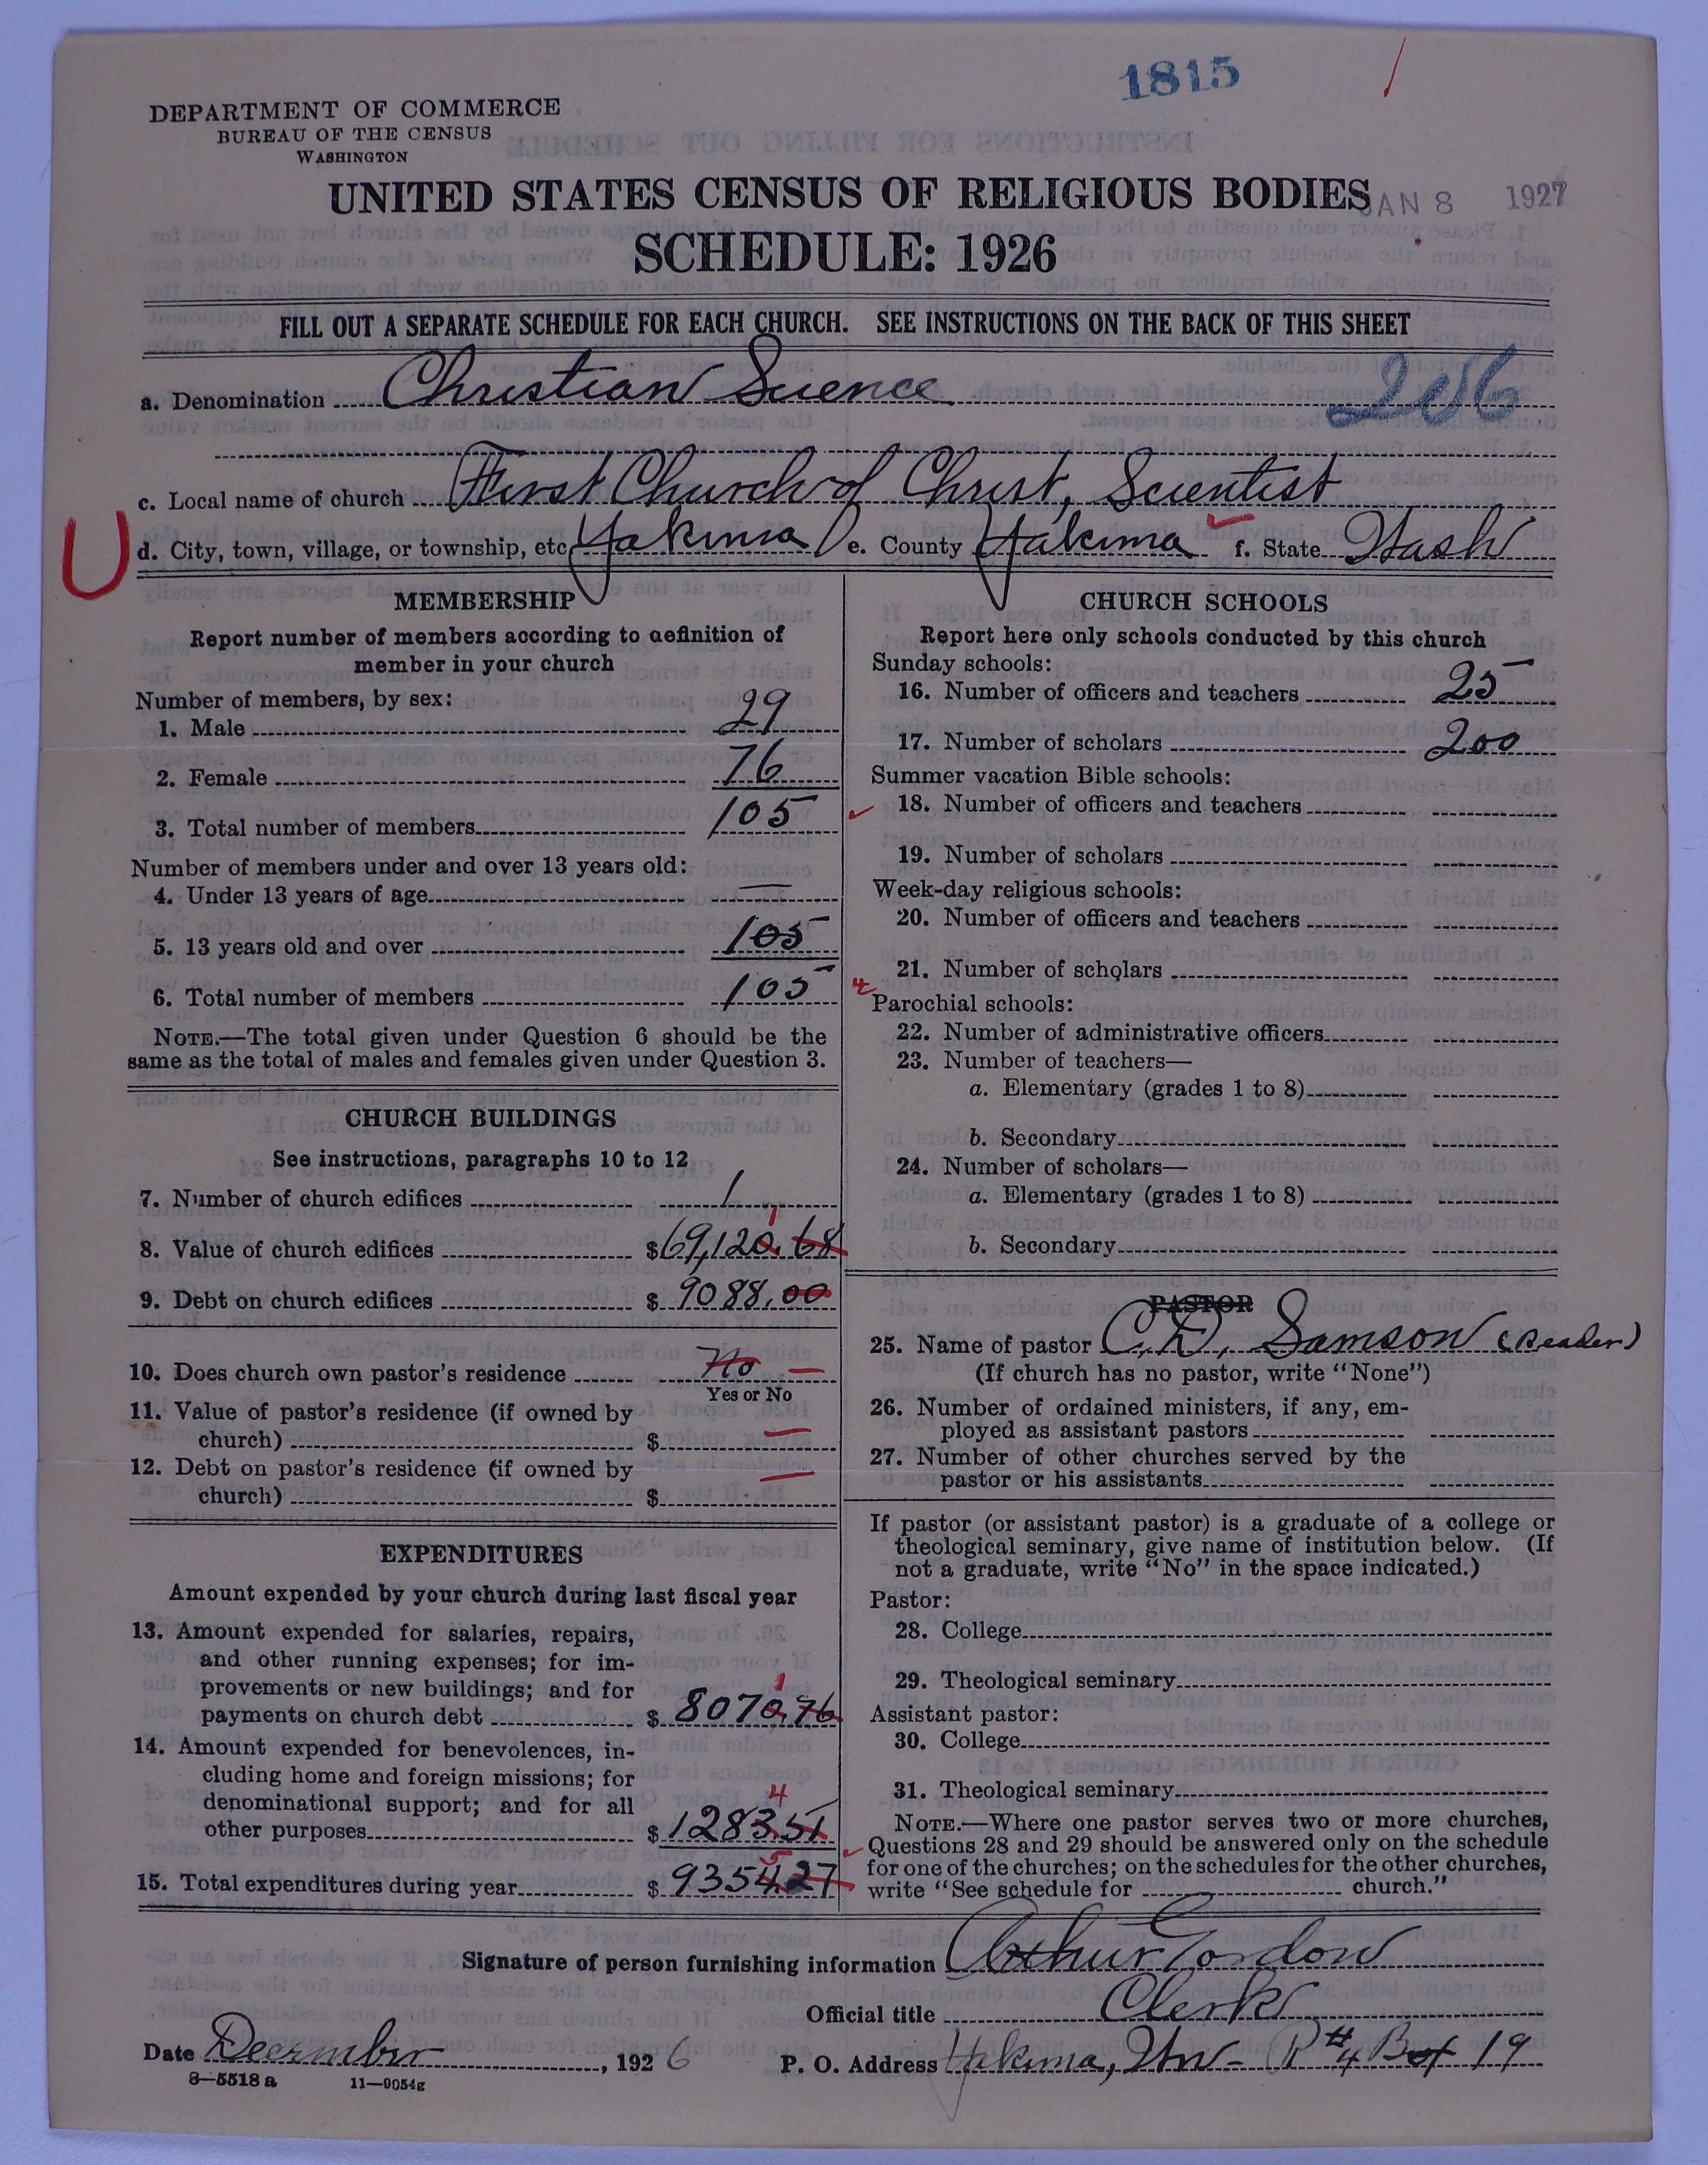 1815
DEPARTMENT OF COMMERCE
BUREAU OF THE CENSUS
WASHINGTON
UNITED STATES CENSUS OF RELIGIOUS BODIES
JAN 8 1927
SCHEDULE: 1926
FILL OUT A SEPARATE SCHEDULE FOR EACH CHURCH. SEE INSTRUCTIONS ON THE BACK OF THIS SHEET
a. Denomination Christian Science
c. Local name of church First Church of Christ, Scientist
d. City, town, village, or township, etc Yakima e. County Yakima f. State Wash
MEMBERSHIP
Report number of members according to definition of
member in your church
Number of members, by sex:
1. Male 29
2. Female 76
3. Total number of members 105
Number of members under and over 13 years old:
4. Under 13 years of age —
5. 13 years old and over 105
6. Total number of members 105
NOTE.—The total given under Question 6 should be the
same as the total of males and females given under Question 3.
CHURCH BUILDINGS
See instructions, paragraphs 10 to 12
7. Number of church edifices 1
1
8. Value of church edifices $69,120.68
9. Debt on church edifices $9088.00
10. Does church own pastor's residence No —
Yes or No
11. Value of pastor's residence (if owned by
church) $ —
12. Debt on pastor's residence (if owned by
church) $ —
EXPENDITURES
Amount expended by your church during last fiscal year
13. Amount expended for salaries, repairs,
and other running expenses; for im-
provements or new buildings; and for
1
payments on church debt $8070.76
14. Amount expended for benevolences, in-
cluding home and foreign missions; for
denominational support; and for all
4
other purposes $1283.51
5
15. Total expenditures during year $9354.27
CHURCH SCHOOLS
Report here only schools conducted by this church
Sunday schools:
16. Number of officers and teachers 25
17. Number of scholars 200
Summer vacation Bible schools:
18. Number of officers and teachers
19. Number of scholars
Week-day religious schools:
20. Number of officers and teachers
21. Number of scholars
Parochial schools:
22. Number of administrative officers
23. Number of teachers—
a. Elementary (grades 1 to 8)
b. Secondary
24. Number of scholars—
a. Elementary (grades 1 to 8)
b. Secondary
PASTOR
25. Name of pastor C. D. Samson (Reader)
(If church has no pastor, write "None")
26. Number of ordained ministers, if any, em-
ployed as assistant pastors
27. Number of other churches served by the
pastor or his assistants
If pastor (or assistant pastor) is a graduate of a college or
theological seminary, give name of institution below. (If
not a graduate, write "No" in the space indicated.)
Pastor:
28. College
29. Theological seminary
Assistant pastor:
30. College
31. Theological seminary
NOTE.—Where one pastor serves two or more churches,
Questions 28 and 29 should be answered only on the schedule
for one of the churches; on the schedules for the other churches,
write "See schedule for church."
Signature of person furnishing information Arthur Gordon
Official title Clerk
Date December, 1926 P. O. Address Yakima, Wn- R#4 Box 19
8—5518a 11—9054g